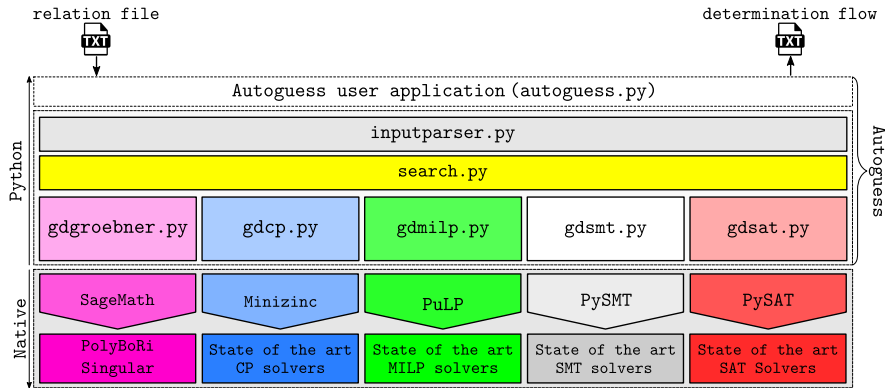 relation file
determination flow
TXT
TXT
Autoguess user application (autoguess.py)
inputparser.py
search.py
gdgroebner.py
gdcp.py
gdmilp.py
gdsmt.py
gdsat.py
Python
Autoguess
SageMath
Minizinc
PuLP
PySMT
PySAT
Native
PolyBoRi
Singular
State of the art
CP solvers
State of the art
MILP solvers
State of the art
SMT solvers
State of the art
SAT Solvers